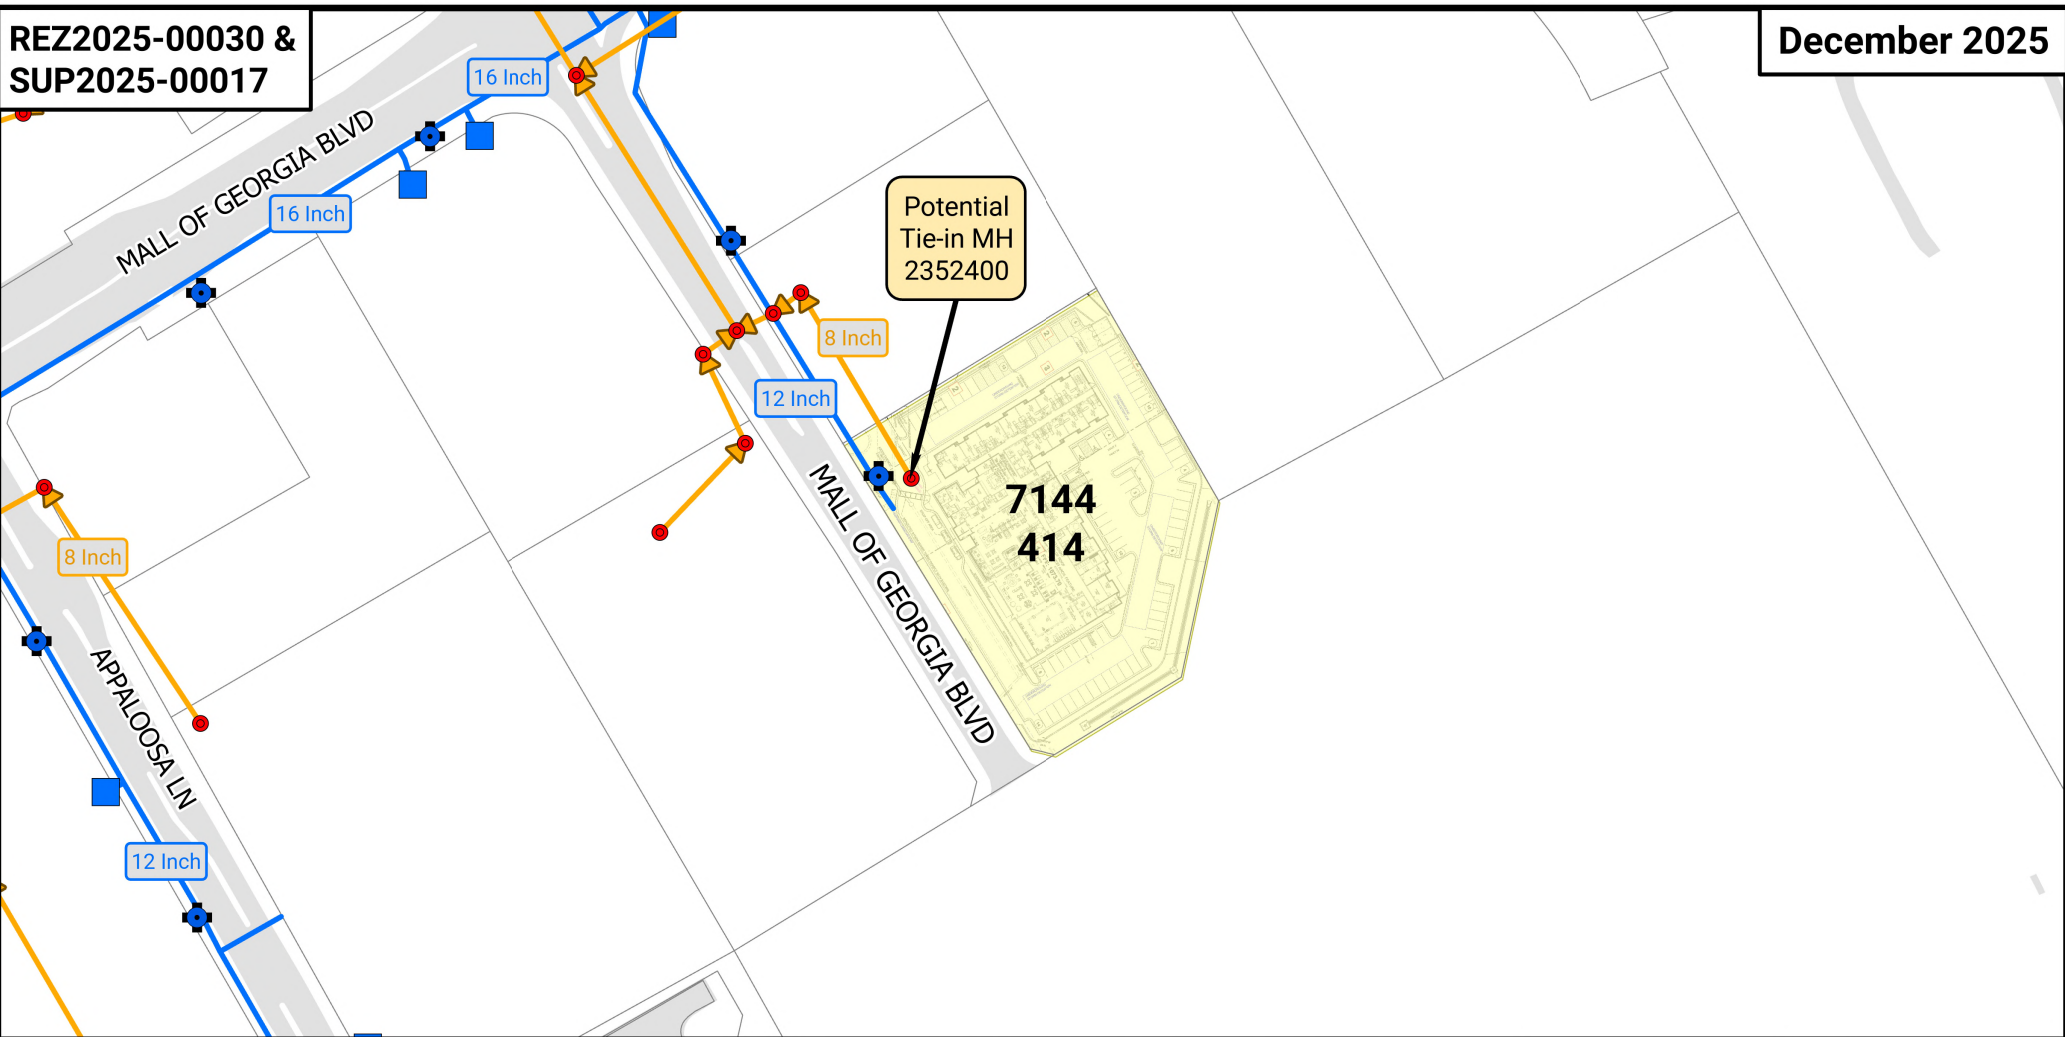 REZ2025-00030 &
SUP2025-00017
December 2025
16 Inch
MALL OF GEORGIA BLVD
16 Inch
Potential
Tie-in MH
2352400
8 Inch
12 Inch
MALL OF GEORGIA BLVD
7144
414
8 Inch
APPALOOSA LN
12 Inch